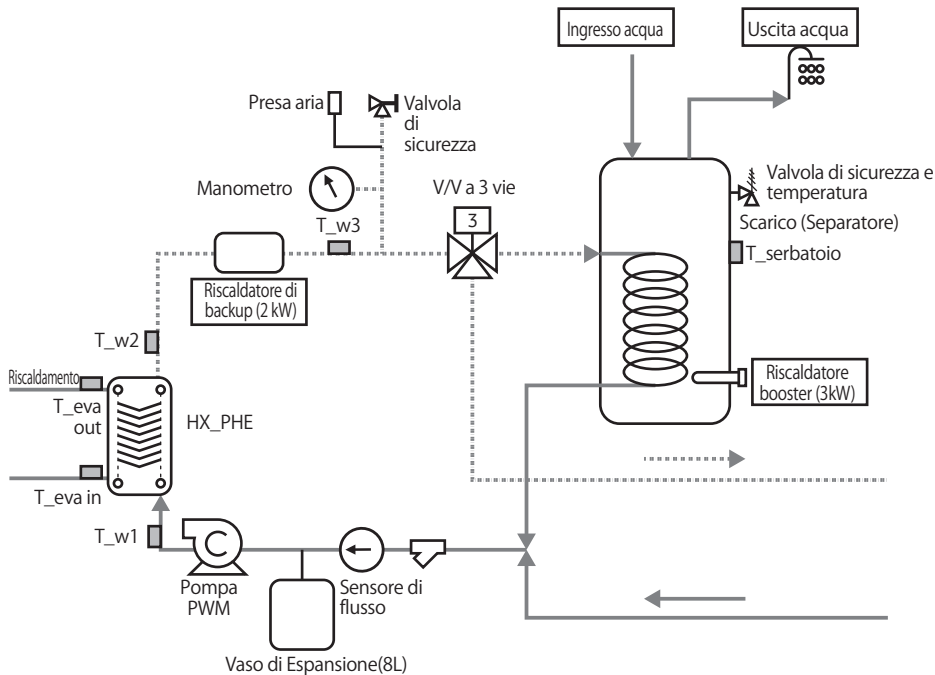 Ingresso acqua
Uscita acqua
Presa aria
Valvola
di
sicurezza
Manometro
V/V a 3 vie
3
T_w3
Valvola di sicurezza e
temperatura
Scarico (Separatore)
T_serbatoio
Riscaldatore di
backup (2 kW)
T_w2
Riscaldamento
T_eva
out
HX_PHE
Riscaldatore
booster (3kW)
T_eva in
T_w1
C
Pompa
PWM
Sensore di
flusso
Vaso di Espansione(8L)